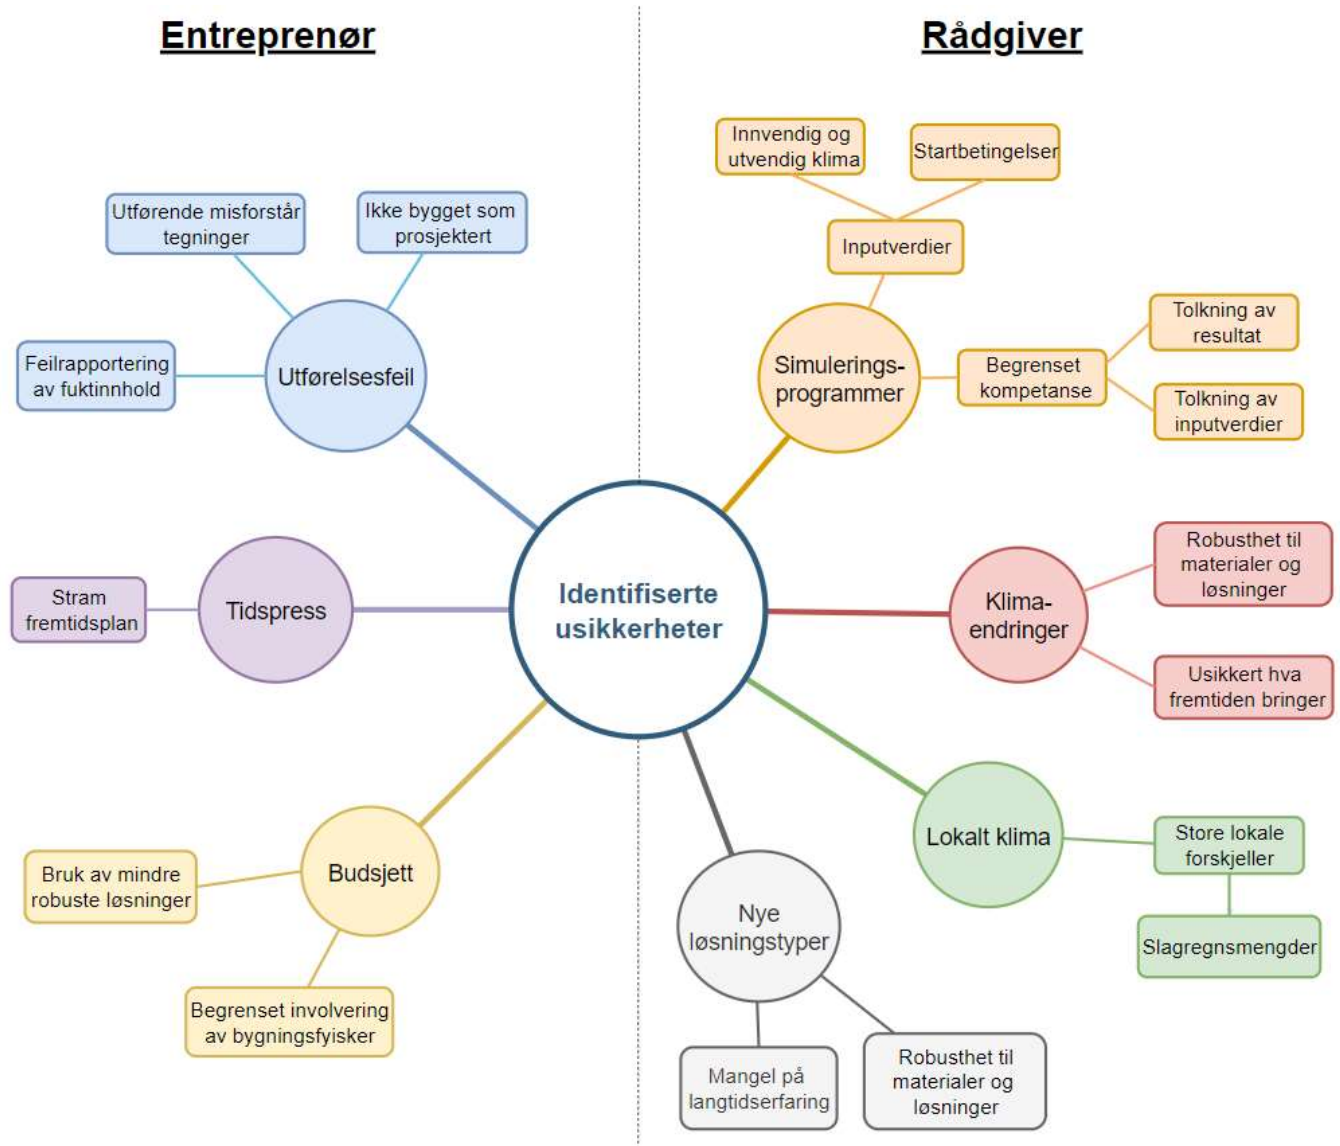 Entreprenør
Rådgiver
Utførende misforstår
tegninger
Ikke bygget som
prosjektert
Feilrapportering
av fuktinnhold
Utførelsesfeil
Stram
fremtidsplan
Tidspress
Bruk av mindre
robuste løsninger
Budsjett
Begrenset involvering
av bygningsfyisker
Identifiserte
usikkerheter
Innvendig og
utvendig klima
Startbetingelser
Inputverdier
Simulerings-
programmer
Begrenset
kompetanse
Tolkning av
resultat
Tolkning av
inputverdier
Klima-
endringer
Robusthet til
materialer og
løsninger
Usikkert hva
fremtiden bringer
Lokalt klima
Store lokale
forskjeller
Slagregnsmengder
Nye
løsningstyper
Mangel på
langtidserfaring
Robusthet til
materialer og
løsninger